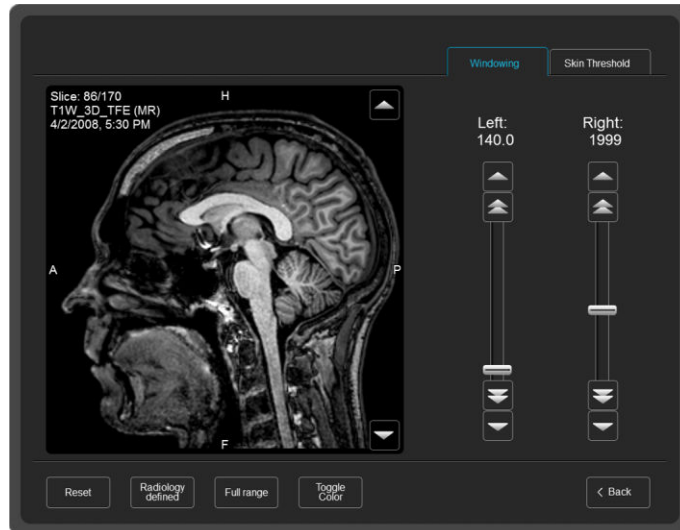 Windowing
Skin Threshold
Slice: 86/170
T1W_3D_TFE (MR)
4/2/2008, 5:30 PM
H
A
P
F
Left:
140.0
Right:
1999
Reset
Radiology
defined
Full range
Toggle
Color
< Back